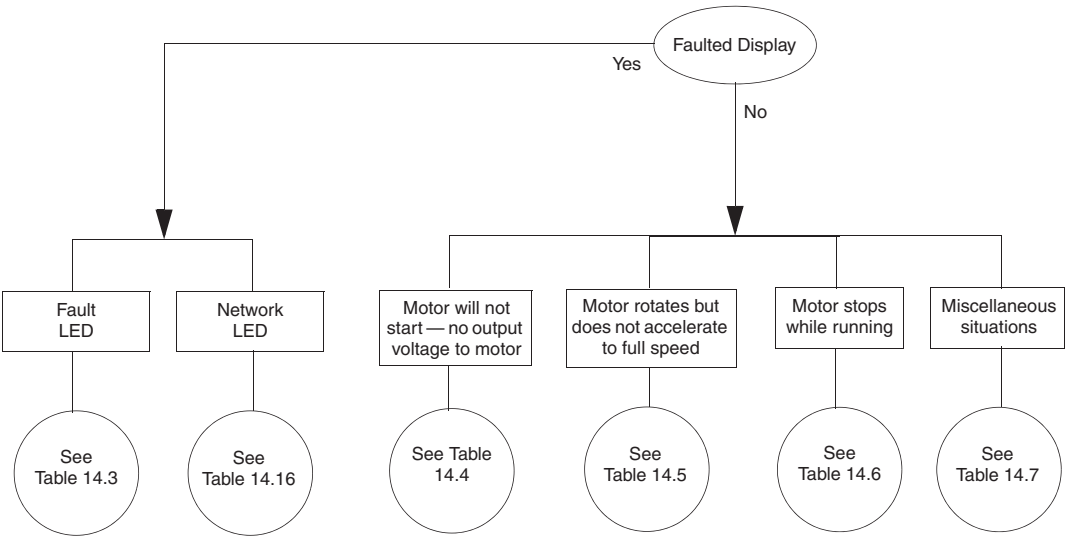 Faulted Display
Yes
No
Fault
LED
Network
LED
Motor will not
start — no output
voltage to motor
Motor rotates but
does not accelerate
to full speed
Motor stops
while running
Miscellaneous
situations
See
Table 14.3
See
Table 14.16
See Table
14.4
See
Table 14.5
See
Table 14.6
See
Table 14.7